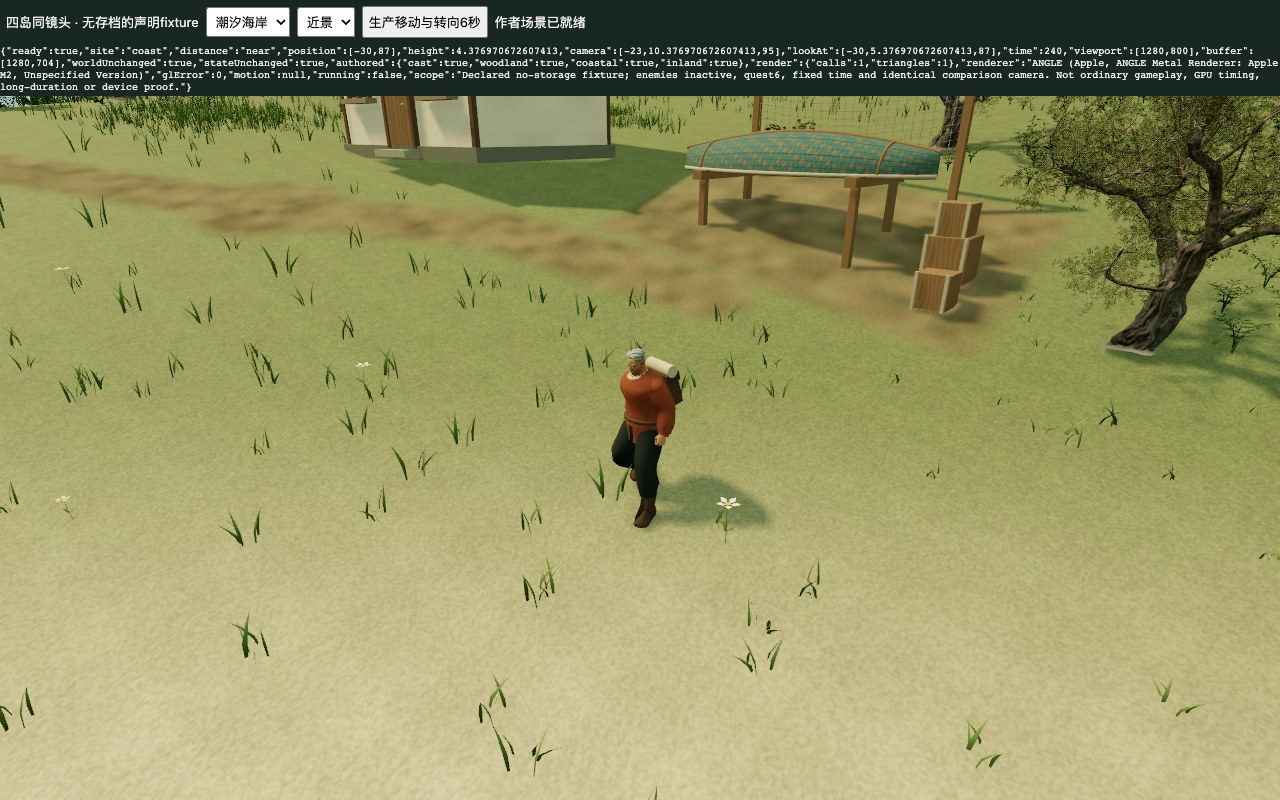 四岛同镜头 · 无存档的声明fixture 潮汐海岸 近景 生产移动与转向6秒 作者场景已就绪
{"ready":true,"site":"coast","distance":"near","position":[-30,87],"height":4.376970672607413,"camera":[-23,10.376970672607413,95],"lookAt":[-30,5.376970672607413,87],"time":240,"viewport":[1280,800],"buffer":
[1280,704],"worldUnchanged":true,"stateUnchanged":true,"authored":{"cast":true,"woodland":true,"coastal":true,"inland":true},"render":{"calls":1,"triangles":1},"renderer":"ANGLE (Apple, ANGLE Metal Renderer: Apple
M2, Unspecified Version)","glError":0,"motion":null,"running":false,"scope":"Declared no-storage fixture; enemies inactive, quest6, fixed time and identical comparison camera. Not ordinary gameplay, GPU timing,
long-duration or device proof."}